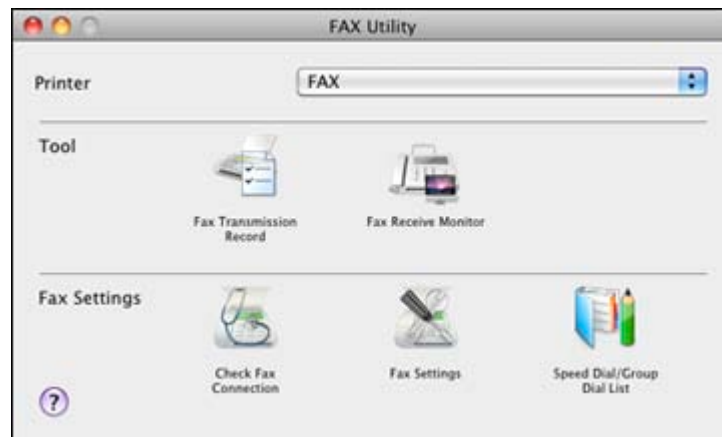 FAX Utility
Printer
FAX
Tool
Fax Transmission
Record
Fax Receive Monitor
Fax Settings
Check Fax
Connection
Fax Settings
Speed Dial/Group
Dial List
?